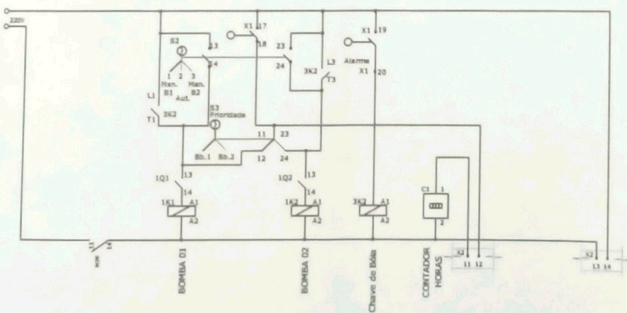 220V
S2
1 2 3
Man. Man.
B1 B2
Aut.
13
14
X1 17
18
23
24
L3
3K2
T3
X1 19
Alarme
X1 20
L1
T1
3K2
S3
Prioridade
Bb.1 Bb.2
11 23
12 24
1Q1 13
14
1Q2 13
14
1K1 A1
A2
1K2 A1
A2
3K2 A1
A2
C1 1
2
11 14
X2
11 12
X2
13 14
BOMBA 01
BOMBA 02
Chave de Bóia
CONTADOR
HORAS